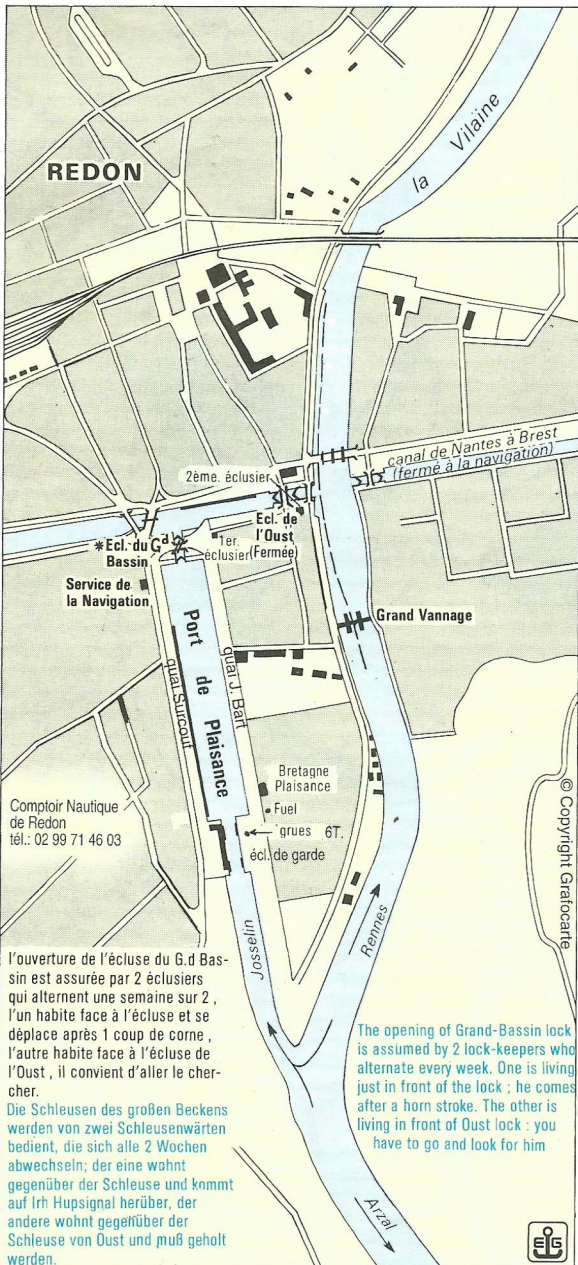 la Vilaine
REDON
canal de Nantes à Brest
(fermé à la navigation)
2ème. éclusier
Ecl. de
l'Oust
(Fermée)
1er.
éclusier
*Ecl. du Gd
Bassin
Service de
la Navigation
Grand Vannage
Port de Plaisance
quai J. Bart
quai Surcouf
Bretagne
Plaisance
Fuel
grues 6T.
écl. de garde
Comptoir Nautique
de Redon
tél.: 02 99 71 46 03
© Copyright Grafocarte
Josselin
Rennes
l'ouverture de l'écluse du G.d Bas-
sin est assurée par 2 éclusiers
qui alternent une semaine sur 2 ,
l'un habite face à l'écluse et se
déplace après 1 coup de corne ,
l'autre habite face à l'écluse de
l'Oust , il convient d'aller le cher-
cher.
Die Schleusen des großen Beckens
werden von zwei Schleusenwärten
bedient, die sich alle 2 Wochen
abwechseln; der eine wohnt
gegenüber der Schleuse und kommt
auf Irh Hupsignal herüber, der
andere wohnt gegenüber der
Schleuse von Oust und muß geholt
werden.
The opening of Grand-Bassin lock
is assumed by 2 lock-keepers who
alternate every week. One is living
just in front of the lock ; he comes
after a horn stroke. The other is
living in front of Oust lock : you
have to go and look for him
Arzal
EG